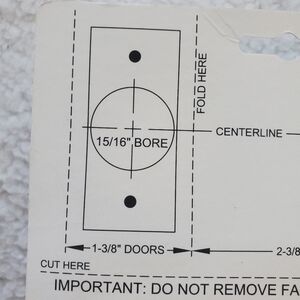 FOLD HERE
CENTERLINE
15/16" BORE
1-3/8" DOORS
2-3/8
CUT HERE
IMPORTANT: DO NOT REMOVE FA